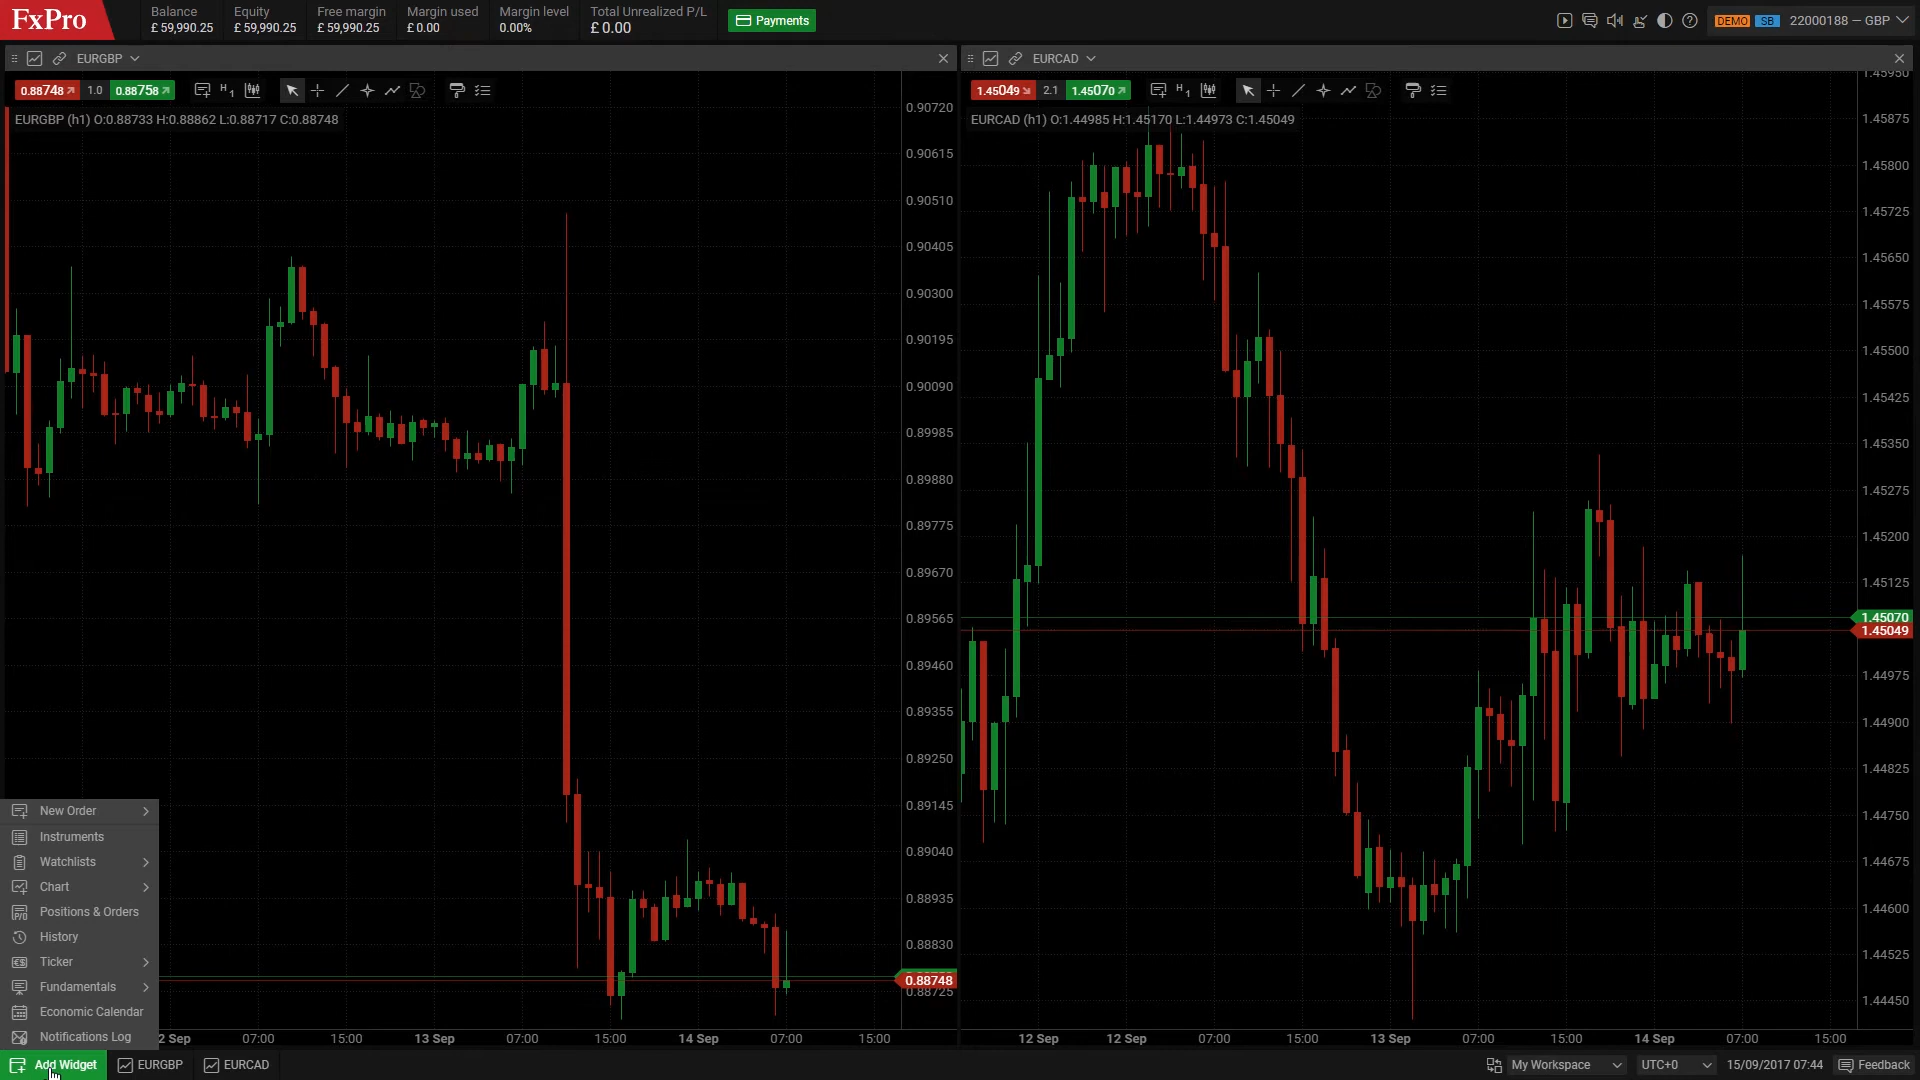 FxPro
Balance
£ 59,990.25
Equity
£ 59,990.25
Free margin
£ 59,990.25
Margin used
£ 0.00
Margin level
0.00%
Total Unrealized P/L
£ 0.00
Payments
DEMO SB 22000188 – GBP
EURGBP
EURCAD
0.88748 1.0 0.88758 H1
1.45049 2.1 1.45070 H1
EURGBP (h1) O:0.88733 H:0.88862 L:0.88717 C:0.88748
EURCAD (h1) O:1.44985 H:1.45170 L:1.44973 C:1.45049
0.90720
0.90615
0.90510
0.90405
0.90300
0.90195
0.90090
0.89985
0.89880
0.89775
0.89670
0.89565
0.89460
0.89355
0.89250
0.89145
0.89040
0.88935
0.88830
0.88748
0.88725
1.45950
1.45875
1.45800
1.45725
1.45650
1.45575
1.45500
1.45425
1.45350
1.45275
1.45200
1.45125
1.45070
1.45049
1.44975
1.44900
1.44825
1.44750
1.44675
1.44600
1.44525
1.44450
New Order
Instruments
Watchlists
Chart
Positions & Orders
History
Ticker
Fundamentals
Economic Calendar
Notifications Log
2 Sep 07:00 15:00 13 Sep 07:00 15:00 14 Sep 07:00 15:00
12 Sep 12 Sep 07:00 15:00 13 Sep 07:00 15:00 14 Sep 07:00 15:00
Add Widget EURGBP EURCAD
My Workspace UTC+0 15/09/2017 07:44 Feedback